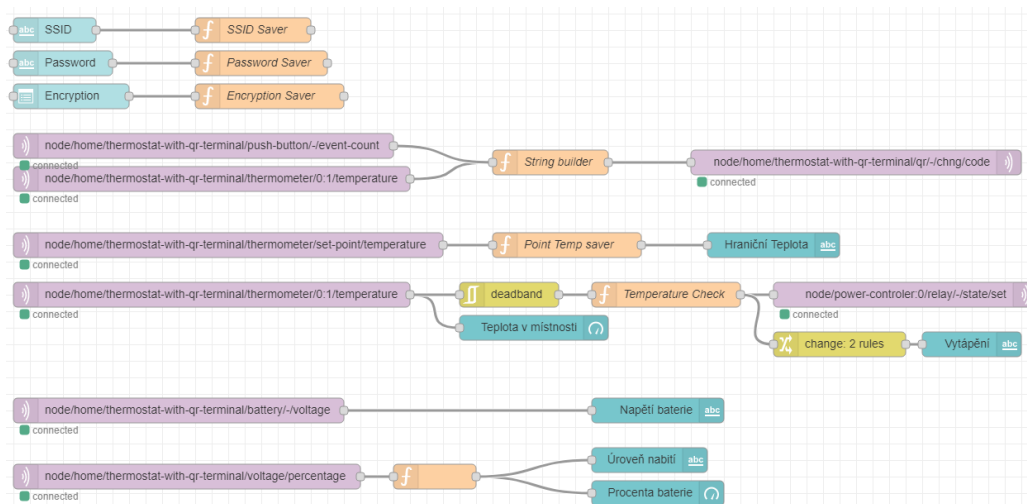 abc SSID SSID Saver
abc Password Password Saver
Encryption Encryption Saver
node/home/thermostat-with-qr-terminal/push-button/-/event-count
connected
String builder
node/home/thermostat-with-qr-terminal/qr/-/chng/code
node/home/thermostat-with-qr-terminal/thermometer/0:1/temperature
connected
connected
node/home/thermostat-with-qr-terminal/thermometer/set-point/temperature Point Temp saver Hraniční Teplota abc
connected
node/home/thermostat-with-qr-terminal/thermometer/0:1/temperature deadband Temperature Check node/power-controler:0/relay/-/state/set
connected
connected
Teplota v místnosti
change: 2 rules Vytápění abc
node/home/thermostat-with-qr-terminal/battery/-/voltage Napětí baterie abc
connected
Úroveň nabití abc
node/home/thermostat-with-qr-terminal/voltage/percentage
connected
Procenta baterie